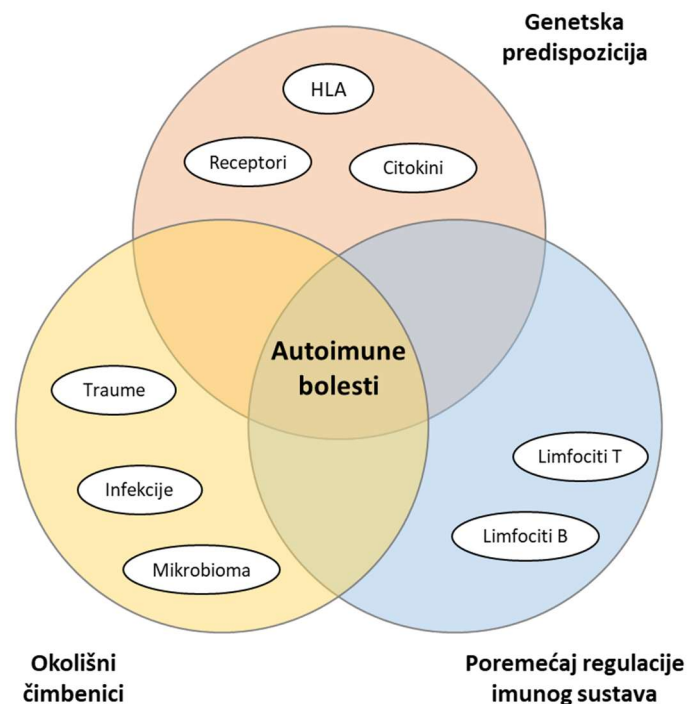 Genetska
predispozicija
HLA
Receptori
Citokini
Autoimune
bolesti
Traume
Infekcije
Mikrobioma
Limfociti T
Limfociti B
Okolišni
čimbenici
Poremećaj regulacije
imunog sustava